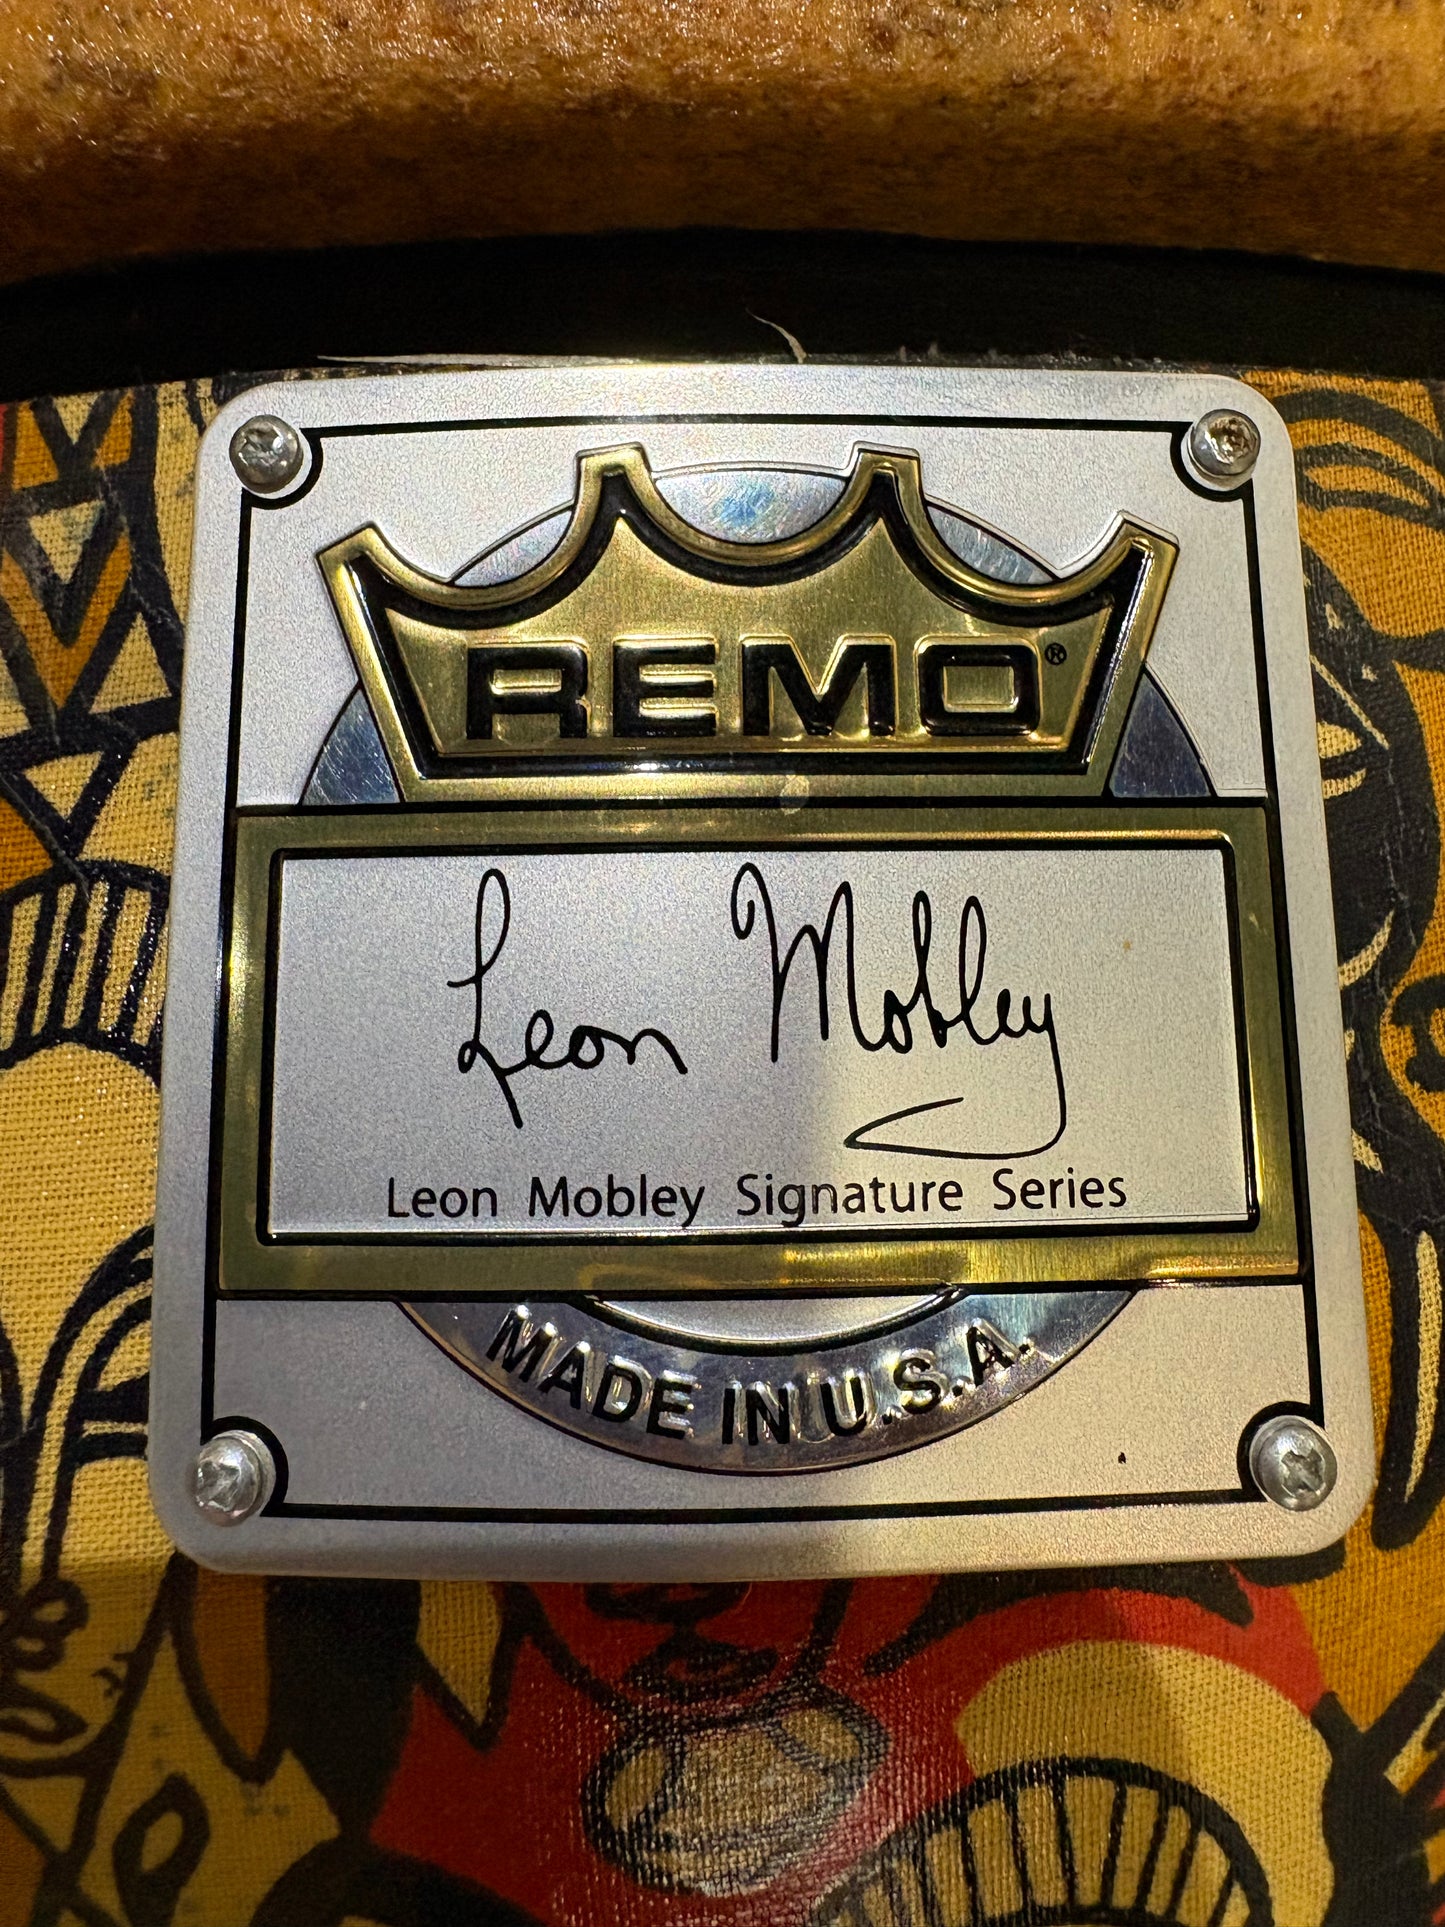 REMO®
Leon Mobley
Leon Mobley Signature Series
MADE IN U.S.A.